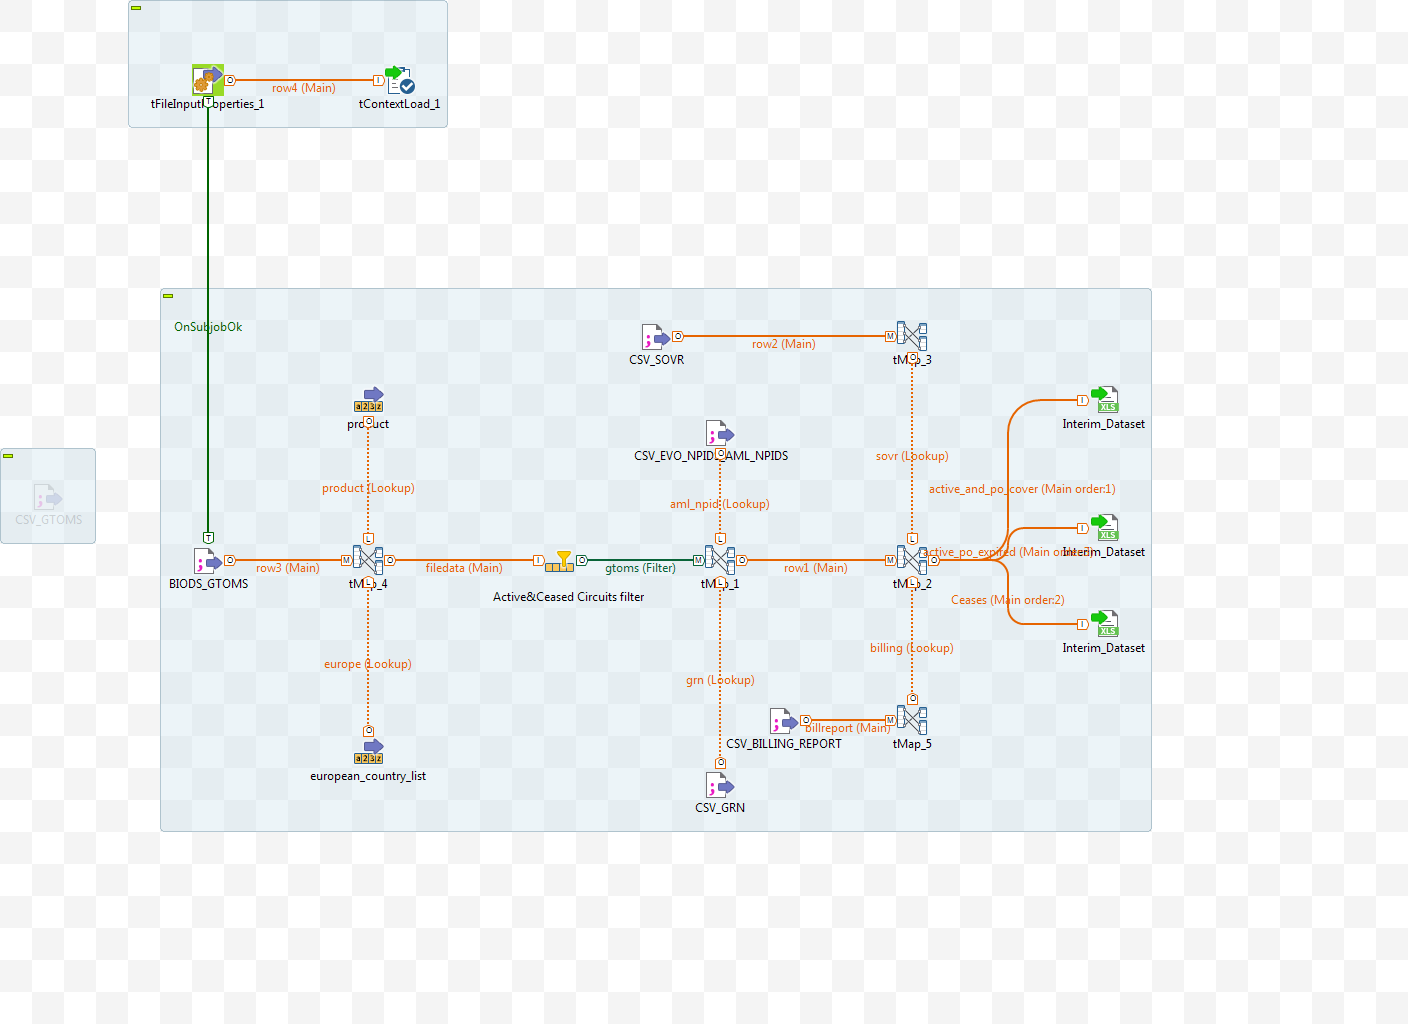 row4 (Main)
tFileInputProperties_1
tContextLoad_1
OnSubjobOk
CSV_SOVR
row2 (Main)
tMap_3
product
Interim_Dataset
CSV_EVO_NPIDS_AML_NPIDS
sovr (Lookup)
product (Lookup)
active_and_po_cover (Main order:1)
aml_npid (Lookup)
CSV_GTOMS
BIODS_GTOMS
row3 (Main)
tMap_4
filedata (Main)
Active&Ceased Circuits filter
gtoms (Filter)
tMap_1
row1 (Main)
tMap_2
active_po_expired (Main order:
Interim_Dataset
Ceases (Main order:2)
europe (Lookup)
billing (Lookup)
Interim_Dataset
grn (Lookup)
billreport (Main)
CSV_BILLING_REPORT
tMap_5
european_country_list
CSV_GRN